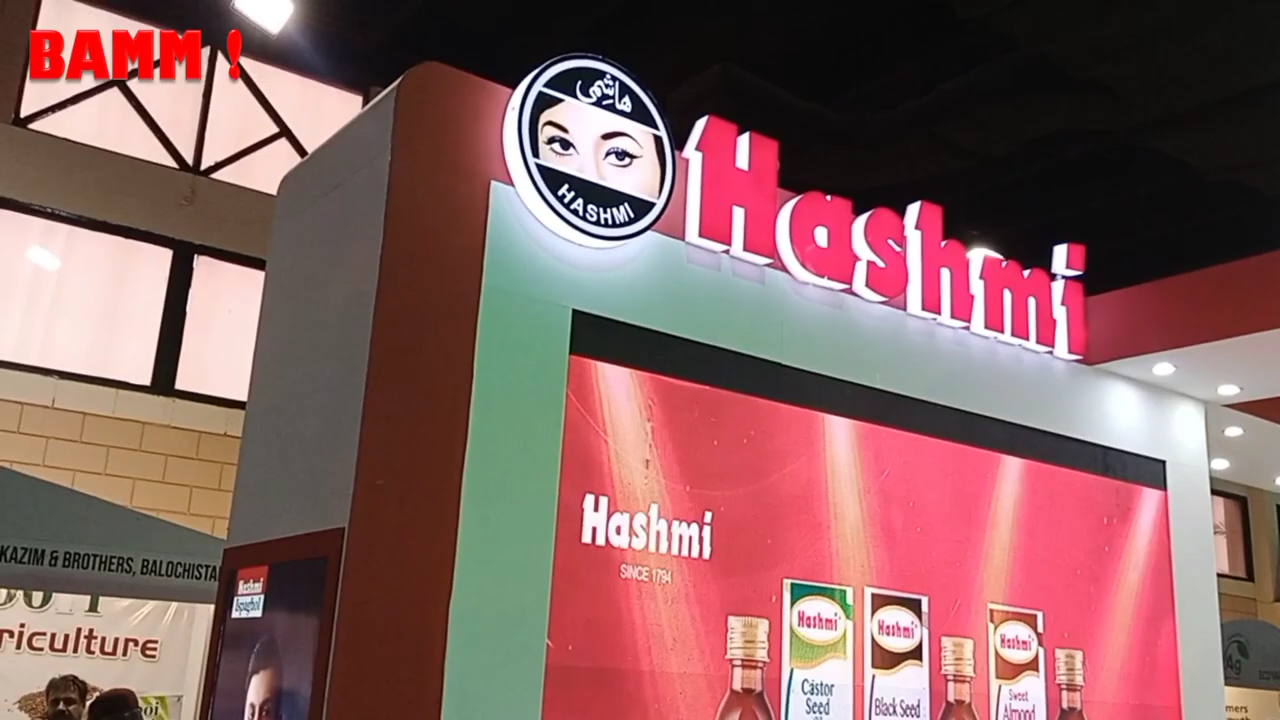 BAMM !
هاشمی
HASHMI
Hashmi
Hashmi
SINCE 1794
KAZIM & BROTHERS, BALOCHISTA
riculture
Hashmi
Ispaghol
Hashmi
Castor
Seed
Hashmi
Black Seed
Hashmi
Sweet
Almond
Ag